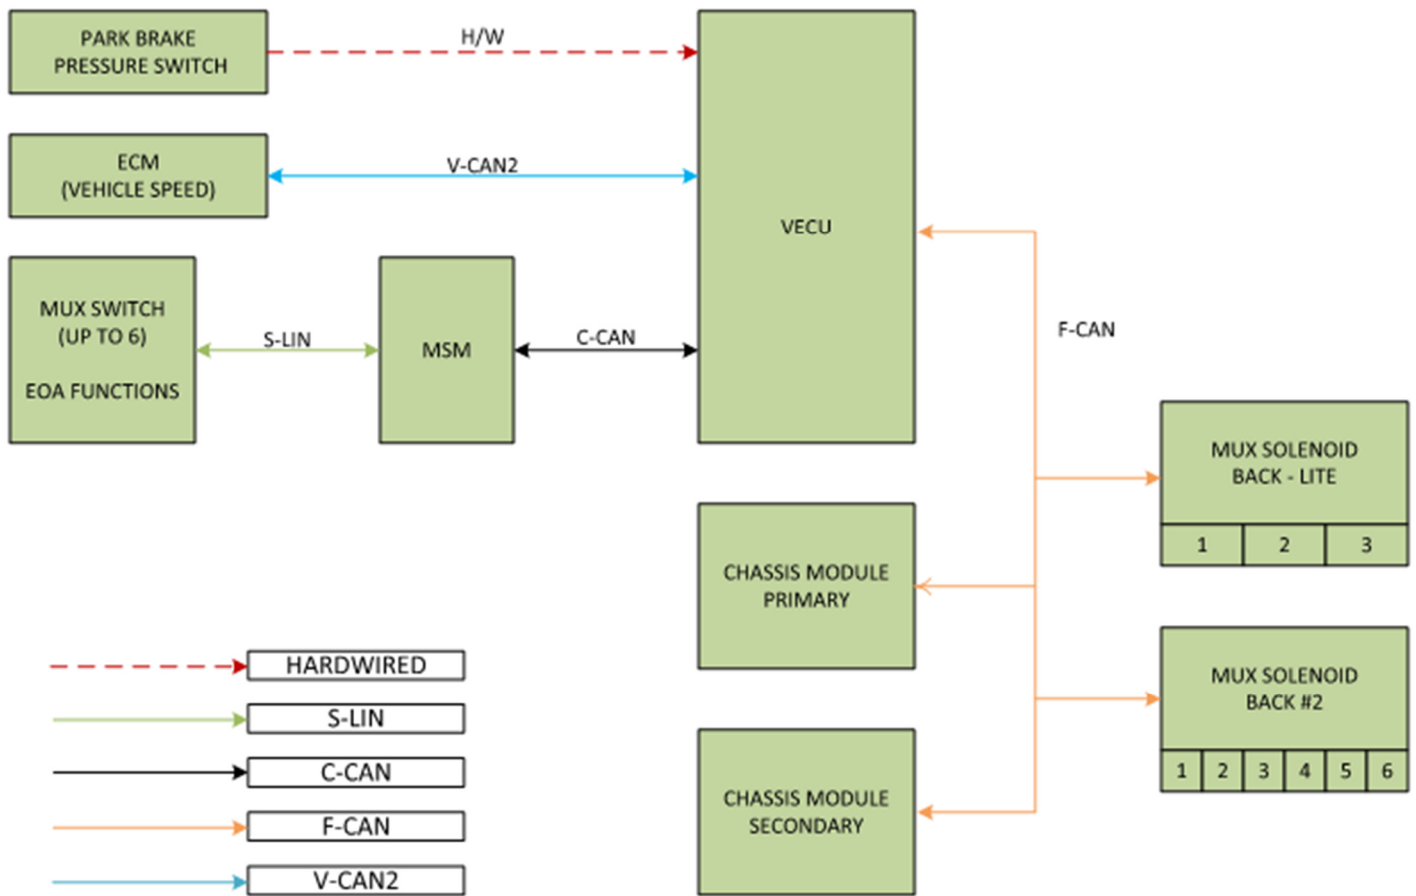 PARK BRAKE
PRESSURE SWITCH
H/W
ECM
(VEHICLE SPEED)
V-CAN2
VECU
MUX SWITCH
(UP TO 6)
EOA FUNCTIONS
S-LIN
MSM
C-CAN
F-CAN
MUX SOLENOID
BACK - LITE
1 2 3
CHASSIS MODULE
PRIMARY
MUX SOLENOID
BACK #2
1 2 3 4 5 6
CHASSIS MODULE
SECONDARY
HARDWIRED
S-LIN
C-CAN
F-CAN
V-CAN2